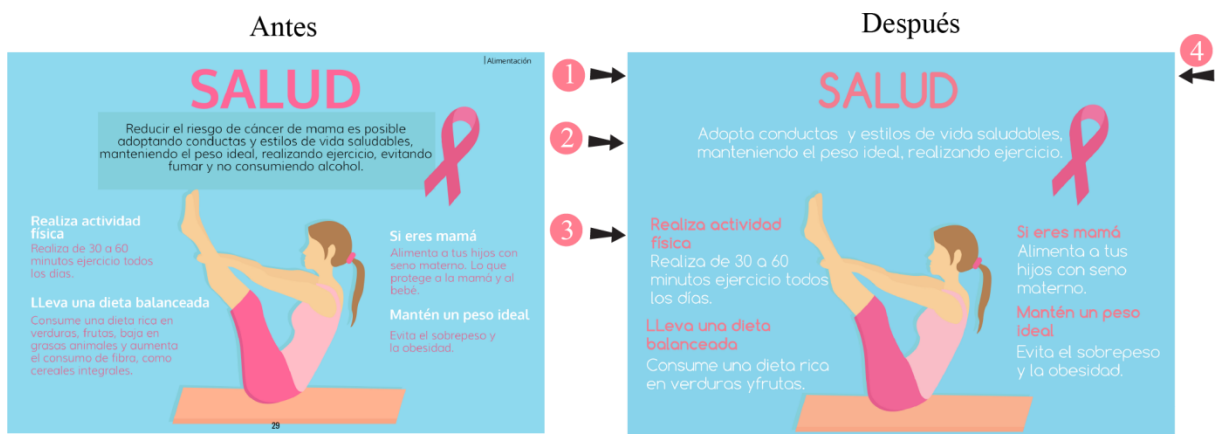 Antes
Alimentación
SALUD
Reducir el riesgo de cáncer de mama es posible
adoptando conductas y estilos de vida saludables,
manteniendo el peso ideal, realizando ejercicio, evitando
fumar y no consumiendo alcohol.
Realiza actividad
física
Realiza de 30 a 60
minutos ejercicio todos
los días.
LLeva una dieta balanceada
Consume una dieta rica en
verduras, frutas, baja en
grasas animales y aumenta
el consumo de fibra, como
cereales integrales.
Si eres mamá
Alimenta a tus hijos con
seno materno. Lo que
protege a la mamá y al
bebé.
Mantén un peso ideal
Evita el sobrepeso y
la obesidad.
29
1
2
3
Después
4
SALUD
Adopta conductas y estilos de vida saludables,
manteniendo el peso ideal, realizando ejercicio.
Realiza actividad
física
Realiza de 30 a 60
minutos ejercicio todos
los días.
LLeva una dieta
balanceada
Consume una dieta rica
en verduras yfrutas.
Si eres mamá
Alimenta a tus
hijos con seno
materno.
Mantén un peso
ideal
Evita el sobrepeso
y la obesidad.